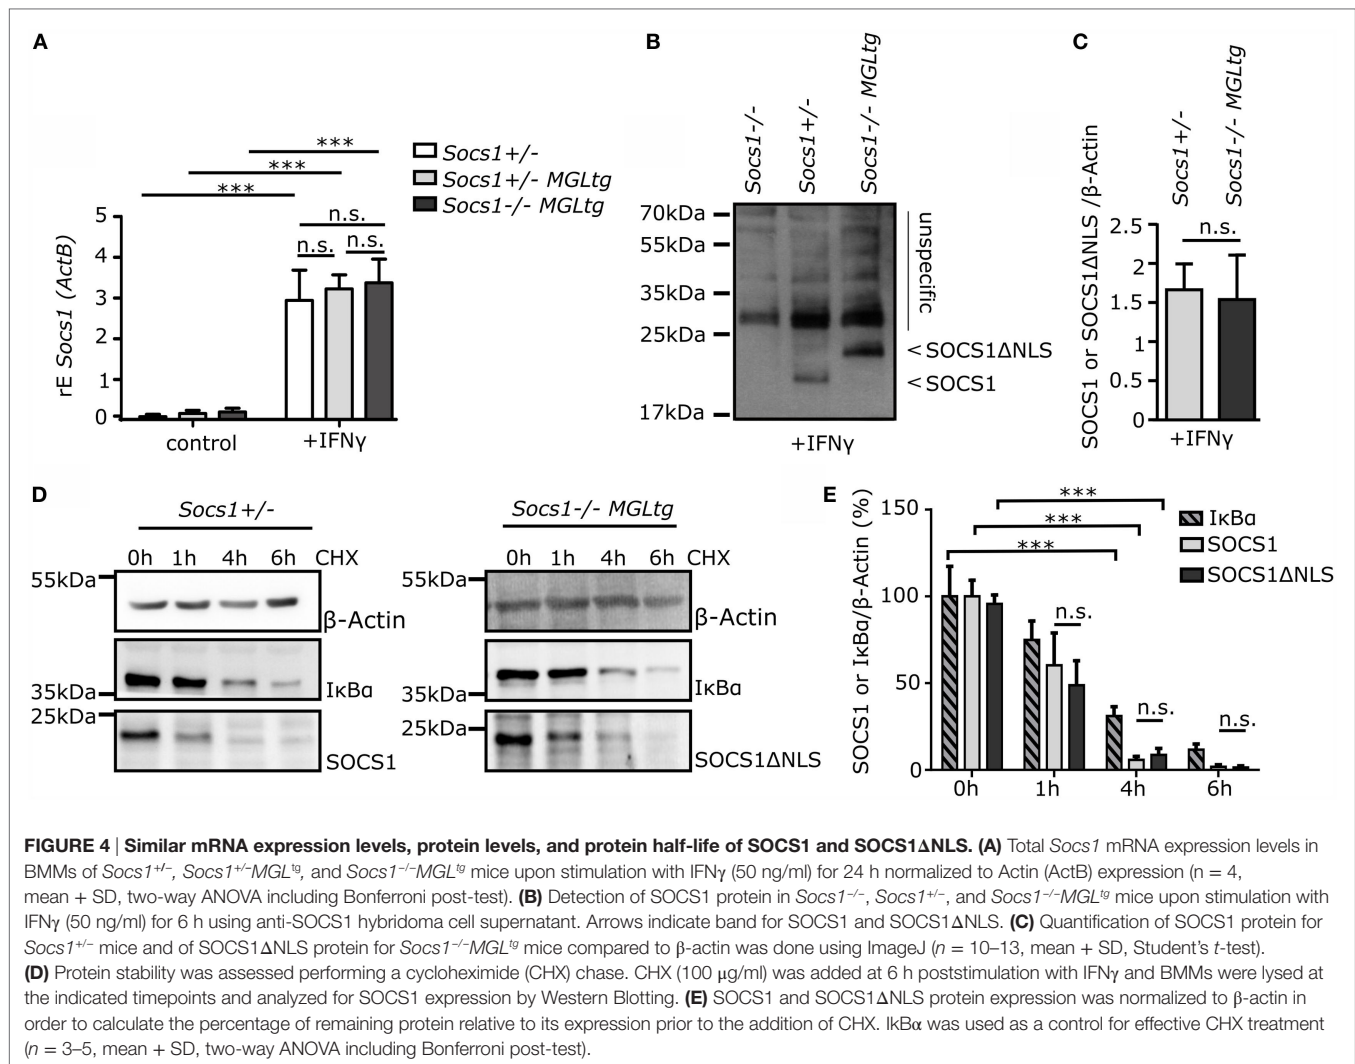 A
***
***
***
Socs1+/-
Socs1+/- MGLtg
Socs1-/- MGLtg
n.s.
n.s. n.s.
rE Socs1 (ActB)
5
4
3
2
1
0
control
+IFNγ
B
Socs1-/-
Socs1+/-
Socs1-/- MGLtg
70kDa
55kDa
35kDa
25kDa
17kDa
unspecific
< SOCS1ΔNLS
< SOCS1
+IFNγ
C
Socs1+/-
Socs1-/- MGLtg
n.s.
SOCS1 or SOCS1ΔNLS /β-Actin
2.5
2
1.5
1
0.5
0
+IFNγ
D
Socs1+/-
0h 1h 4h 6h CHX
55kDa
β-Actin
35kDa
IκBα
25kDa
SOCS1
Socs1-/- MGLtg
0h 1h 4h 6h CHX
55kDa
β-Actin
35kDa
IκBα
25kDa
SOCS1ΔNLS
E
SOCS1 or IκBα/β-Actin (%)
150
100
50
0
***
***
***
n.s.
n.s.
n.s.
IκBα
SOCS1
SOCS1ΔNLS
0h 1h 4h 6h
FIGURE 4 | Similar mRNA expression levels, protein levels, and protein half-life of SOCS1 and SOCS1ΔNLS. (A) Total Socs1 mRNA expression levels in
BMMs of Socs1+/−, Socs1+/−MGLtg, and Socs1−/−MGLtg mice upon stimulation with IFNγ (50 ng/ml) for 24 h normalized to Actin (ActB) expression (n = 4,
mean + SD, two-way ANOVA including Bonferroni post-test). (B) Detection of SOCS1 protein in Socs1−/−, Socs1+/−, and Socs1−/−MGLtg mice upon stimulation with
IFNγ (50 ng/ml) for 6 h using anti-SOCS1 hybridoma cell supernatant. Arrows indicate band for SOCS1 and SOCS1ΔNLS. (C) Quantification of SOCS1 protein for
Socs1+/− mice and of SOCS1ΔNLS protein for Socs1−/−MGLtg mice compared to β-actin was done using ImageJ (n = 10–13, mean + SD, Student’s t-test).
(D) Protein stability was assessed performing a cycloheximide (CHX) chase. CHX (100 μg/ml) was added at 6 h poststimulation with IFNγ and BMMs were lysed at
the indicated timepoints and analyzed for SOCS1 expression by Western Blotting. (E) SOCS1 and SOCS1ΔNLS protein expression was normalized to β-actin in
order to calculate the percentage of remaining protein relative to its expression prior to the addition of CHX. IkBα was used as a control for effective CHX treatment
(n = 3–5, mean + SD, two-way ANOVA including Bonferroni post-test).